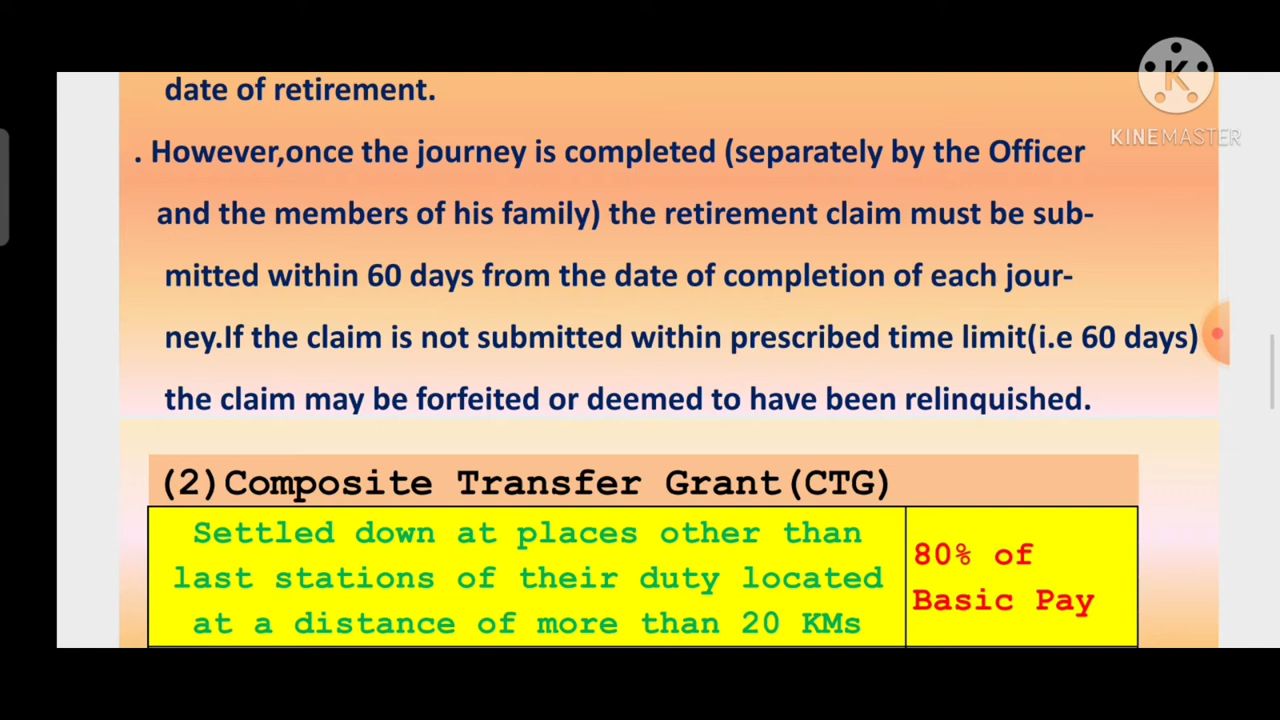 date of retirement.
. However,once the journey is completed (separately by the Officer
and the members of his family) the retirement claim must be sub-
mitted within 60 days from the date of completion of each jour-
ney.If the claim is not submitted within prescribed time limit(i.e 60 days)
the claim may be forfeited or deemed to have been relinquished.
(2)Composite Transfer Grant(CTG)
Settled down at places other than
last stations of their duty located
at a distance of more than 20 KMs
80% of
Basic Pay
K
KINEMASTER